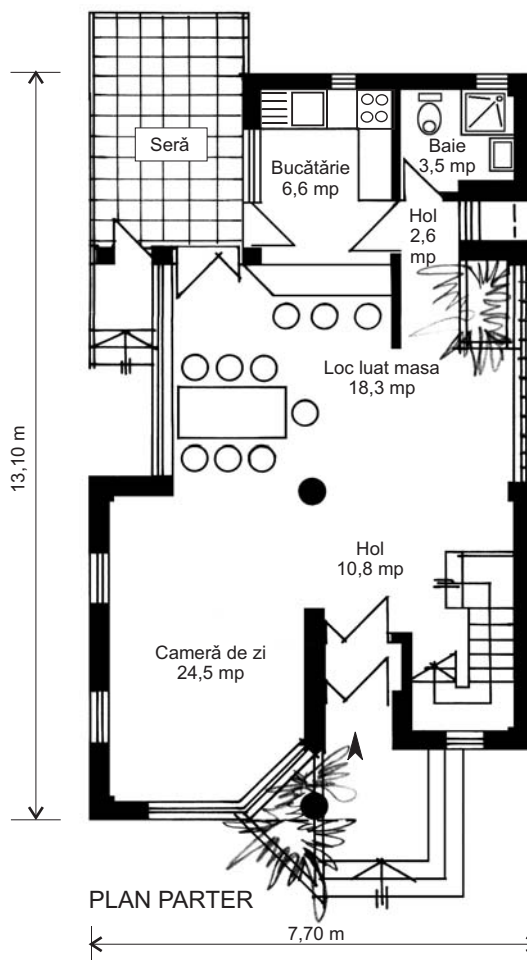 Seră
Bucătărie
6,6 mp
Baie
3,5 mp
Hol
2,6
mp
Loc luat masa
18,3 mp
13,10 m
Hol
10,8 mp
Cameră de zi
24,5 mp
PLAN PARTER
7,70 m